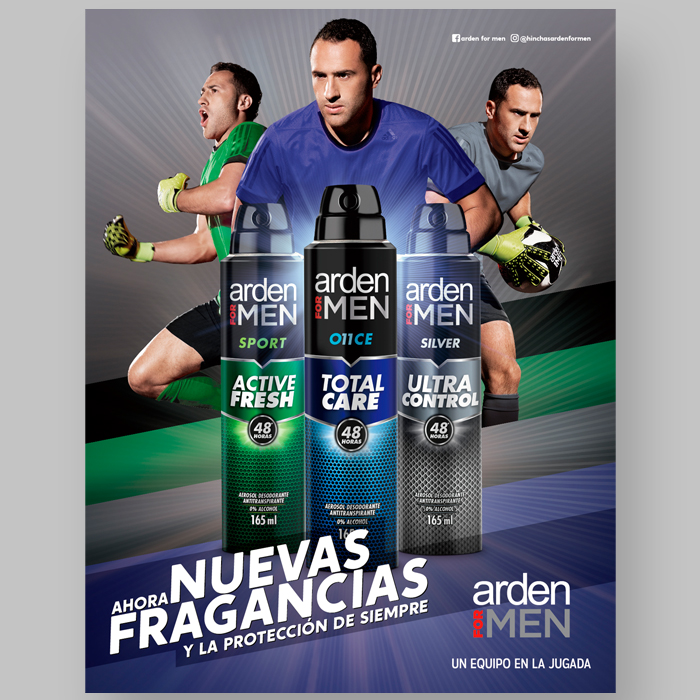 arden for men @hinchasardenformen
arden
FOR MEN
SPORT
ACTIVE
FRESH
48
HORAS
AEROSOL DESODORANTE
ANTITRANSPIRANTE
0% ALCOHOL
165 ml
arden
FOR MEN
O11CE
TOTAL
CARE
48
HORAS
AEROSOL DESODORANTE
ANTITRANSPIRANTE
0% ALCOHOL
arden
FOR MEN
SILVER
ULTRA
CONTROL
48
HORAS
AEROSOL DESODORANTE
ANTITRANSPIRANTE
0% ALCOHOL
165 ml
AHORA NUEVAS
FRAGANCIAS
Y LA PROTECCIÓN DE SIEMPRE
arden
FOR MEN
UN EQUIPO EN LA JUGADA